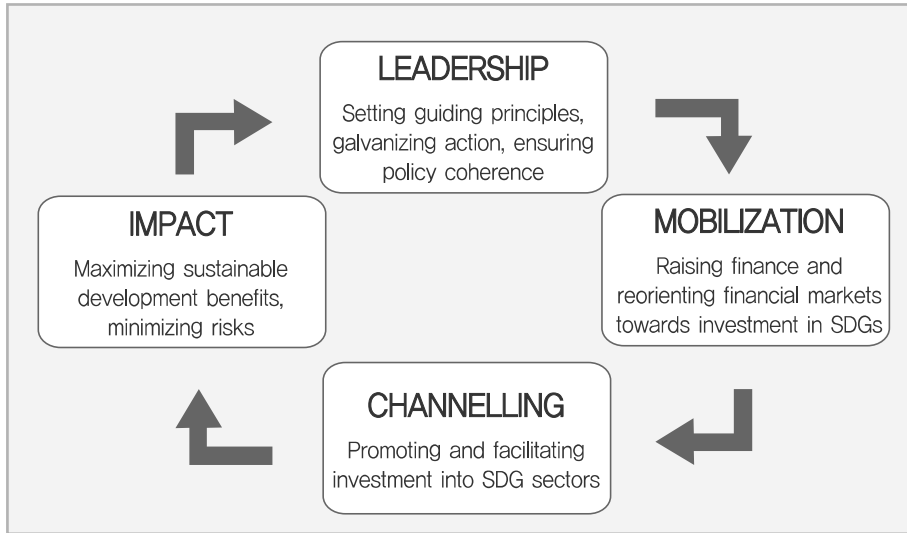 LEADERSHIP
Setting guiding principles,
galvanizing action, ensuring
policy coherence
IMPACT
Maximizing sustainable
development benefits,
minimizing risks
MOBILIZATION
Raising finance and
reorienting financial markets
towards investment in SDGs
CHANNELLING
Promoting and facilitating
investment into SDG sectors